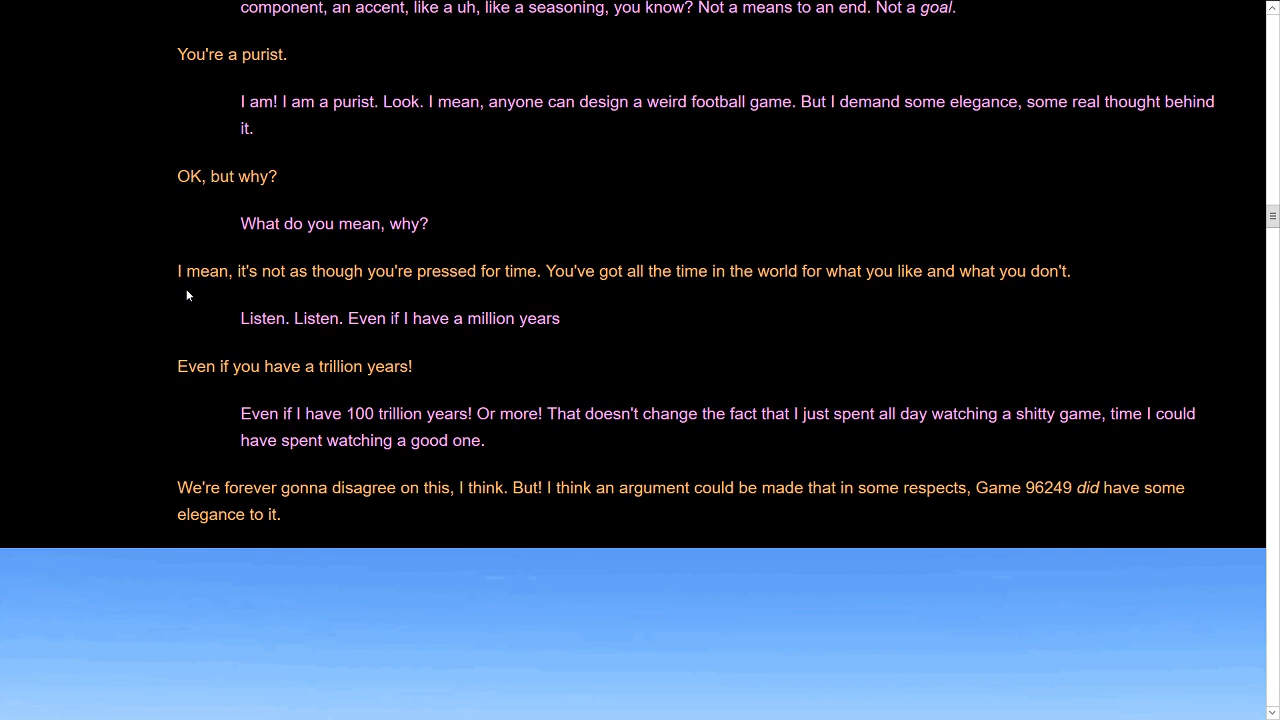 component, an accent, like a uh, like a seasoning, you know? Not a means to an end. Not a goal.
You're a purist.
I am! I am a purist. Look. I mean, anyone can design a weird football game. But I demand some elegance, some real thought behind
it.
OK, but why?
What do you mean, why?
I mean, it's not as though you're pressed for time. You've got all the time in the world for what you like and what you don't.
Listen. Listen. Even if I have a million years
Even if you have a trillion years!
Even if I have 100 trillion years! Or more! That doesn't change the fact that I just spent all day watching a shitty game, time I could
have spent watching a good one.
We're forever gonna disagree on this, I think. But! I think an argument could be made that in some respects, Game 96249 did have some
elegance to it.